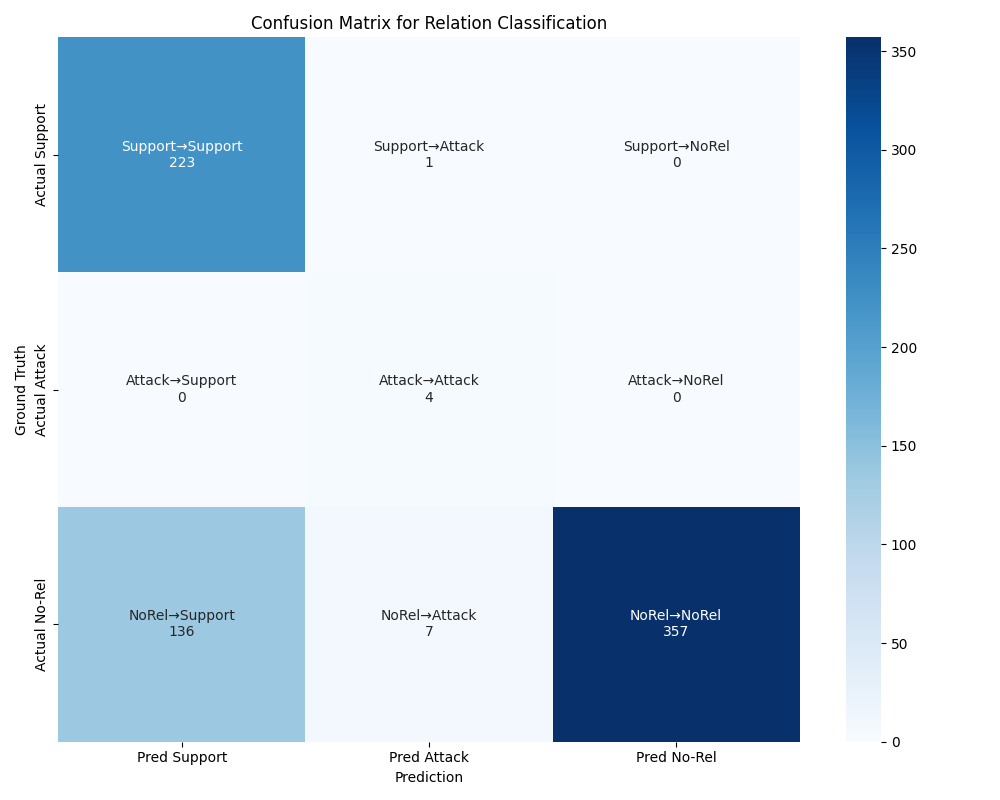 Confusion Matrix for Relation Classification
Ground Truth
Actual Support
Actual Attack
Actual No-Rel
Support→Support
223
Support→Attack
1
Support→NoRel
0
Attack→Support
0
Attack→Attack
4
Attack→NoRel
0
NoRel→Support
136
NoRel→Attack
7
NoRel→NoRel
357
Pred Support
Pred Attack
Pred No-Rel
Prediction
350
300
250
200
150
100
50
0